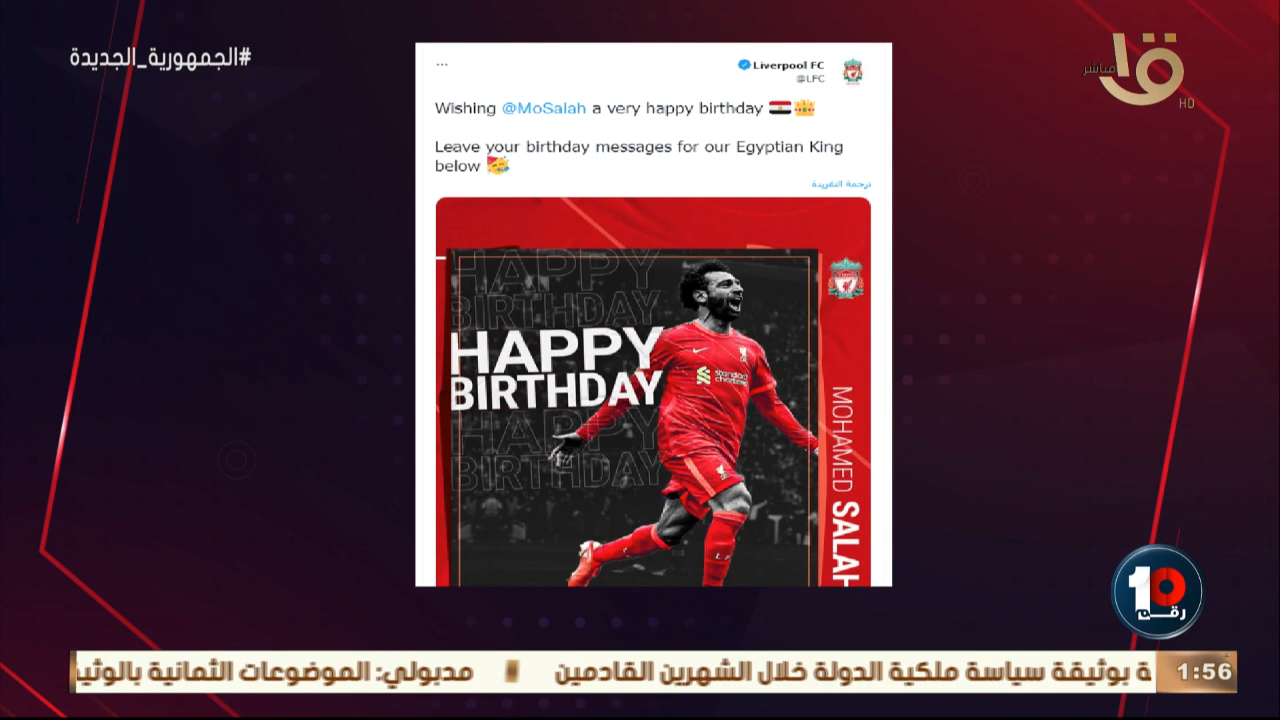 #الجمهورية_الجديدة
مباشر
HD
Liverpool FC
@LFC
Wishing @MoSalah a very happy birthday
Leave your birthday messages for our Egyptian King
below
ترجمة التغريدة
HAPPY
BIRTHDAY
HAPPY
BIRTHDAY
HAPPY
BIRTHDAY
standard
chartered
MOHAMED SALAH
10
رقم
1:56
ة بوثيقة سياسة ملكية الدولة خلال الشهرين القادمين
مدبولي: الموضوعات الثمانية بالوثي